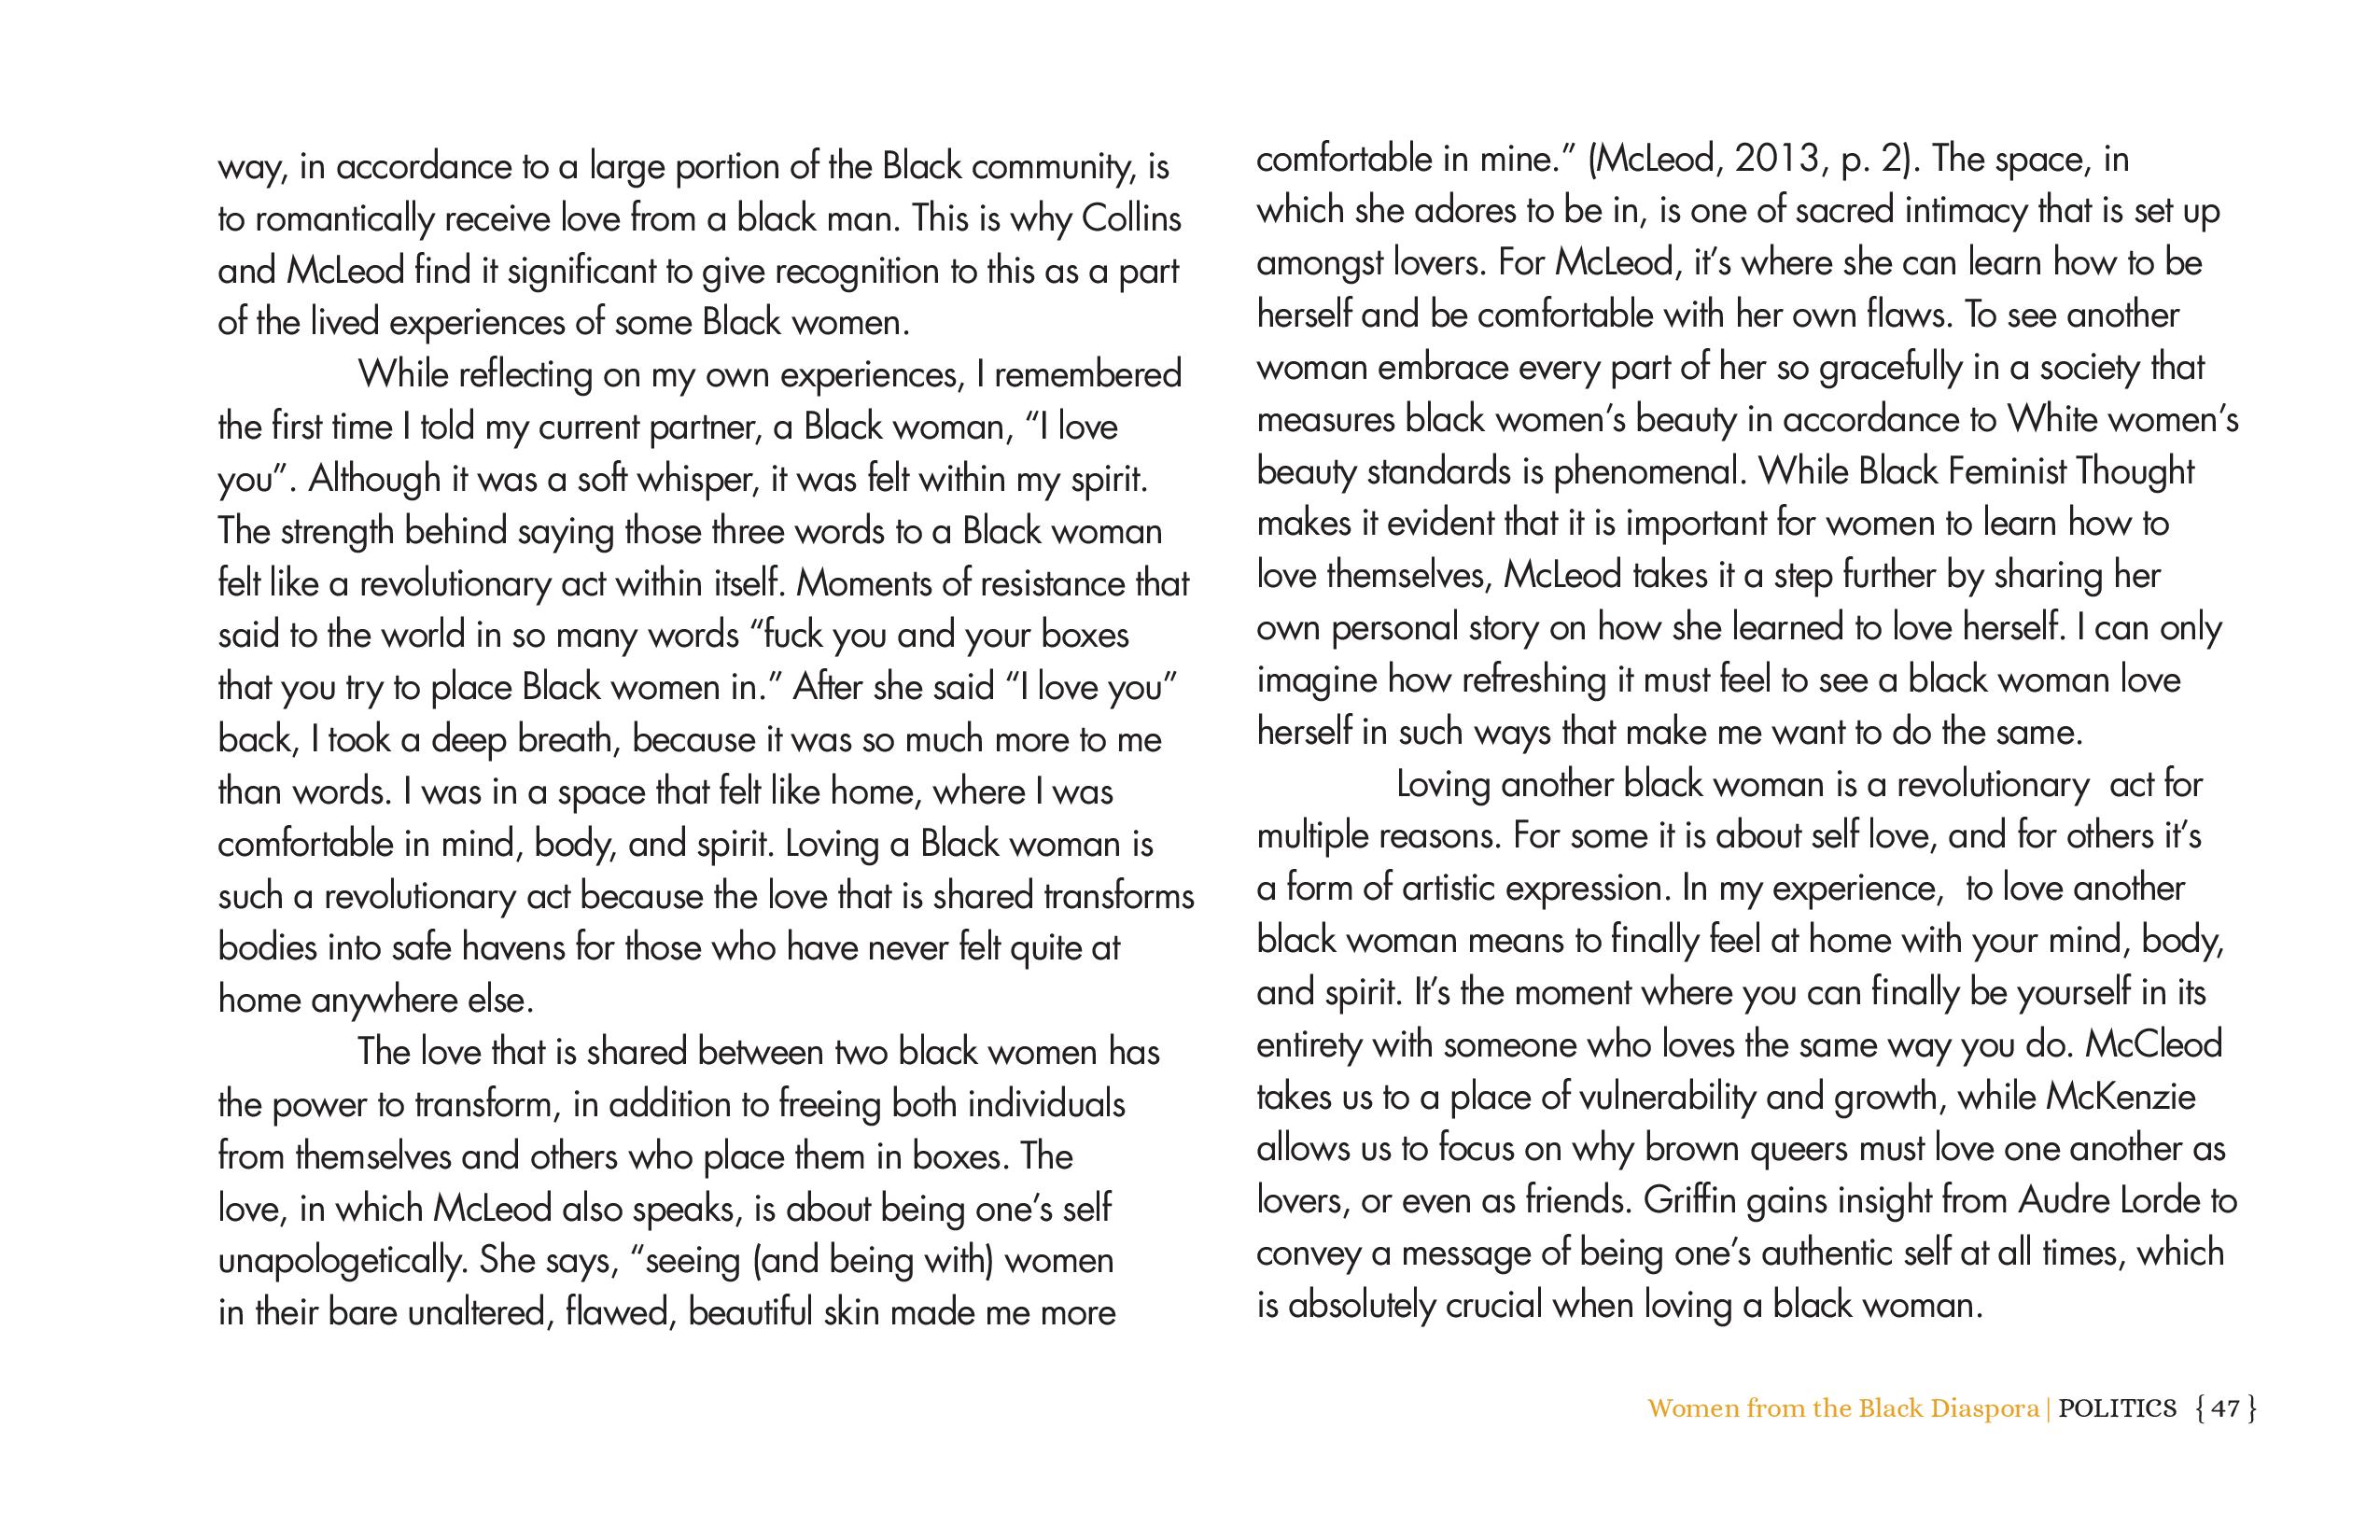 way, in accordance to a large portion of the Black community, is
to romantically receive love from a black man. This is why Collins
and McLeod find it significant to give recognition to this as a part
of the lived experiences of some Black women.
While reflecting on my own experiences, I remembered
the first time I told my current partner, a Black woman, “I love
you”. Although it was a soft whisper, it was felt within my spirit.
The strength behind saying those three words to a Black woman
felt like a revolutionary act within itself. Moments of resistance that
said to the world in so many words “fuck you and your boxes
that you try to place Black women in.” After she said “I love you”
back, I took a deep breath, because it was so much more to me
than words. I was in a space that felt like home, where I was
comfortable in mind, body, and spirit. Loving a Black woman is
such a revolutionary act because the love that is shared transforms
bodies into safe havens for those who have never felt quite at
home anywhere else.
The love that is shared between two black women has
the power to transform, in addition to freeing both individuals
from themselves and others who place them in boxes. The
love, in which McLeod also speaks, is about being one’s self
unapologetically. She says, “seeing (and being with) women
in their bare unaltered, flawed, beautiful skin made me more
comfortable in mine.” (McLeod, 2013, p. 2). The space, in
which she adores to be in, is one of sacred intimacy that is set up
amongst lovers. For McLeod, it’s where she can learn how to be
herself and be comfortable with her own flaws. To see another
woman embrace every part of her so gracefully in a society that
measures black women’s beauty in accordance to White women’s
beauty standards is phenomenal. While Black Feminist Thought
makes it evident that it is important for women to learn how to
love themselves, McLeod takes it a step further by sharing her
own personal story on how she learned to love herself. I can only
imagine how refreshing it must feel to see a black woman love
herself in such ways that make me want to do the same.
Loving another black woman is a revolutionary  act for
multiple reasons. For some it is about self love, and for others it’s
a form of artistic expression. In my experience,  to love another
black woman means to finally feel at home with your mind, body,
and spirit. It’s the moment where you can finally be yourself in its
entirety with someone who loves the same way you do. McCleod
takes us to a place of vulnerability and growth, while McKenzie
allows us to focus on why brown queers must love one another as
lovers, or even as friends. Griffin gains insight from Audre Lorde to
convey a message of being one’s authentic self at all times, which
is absolutely crucial when loving a black woman.
Women from the Black Diaspora | POLITICS { 47 }